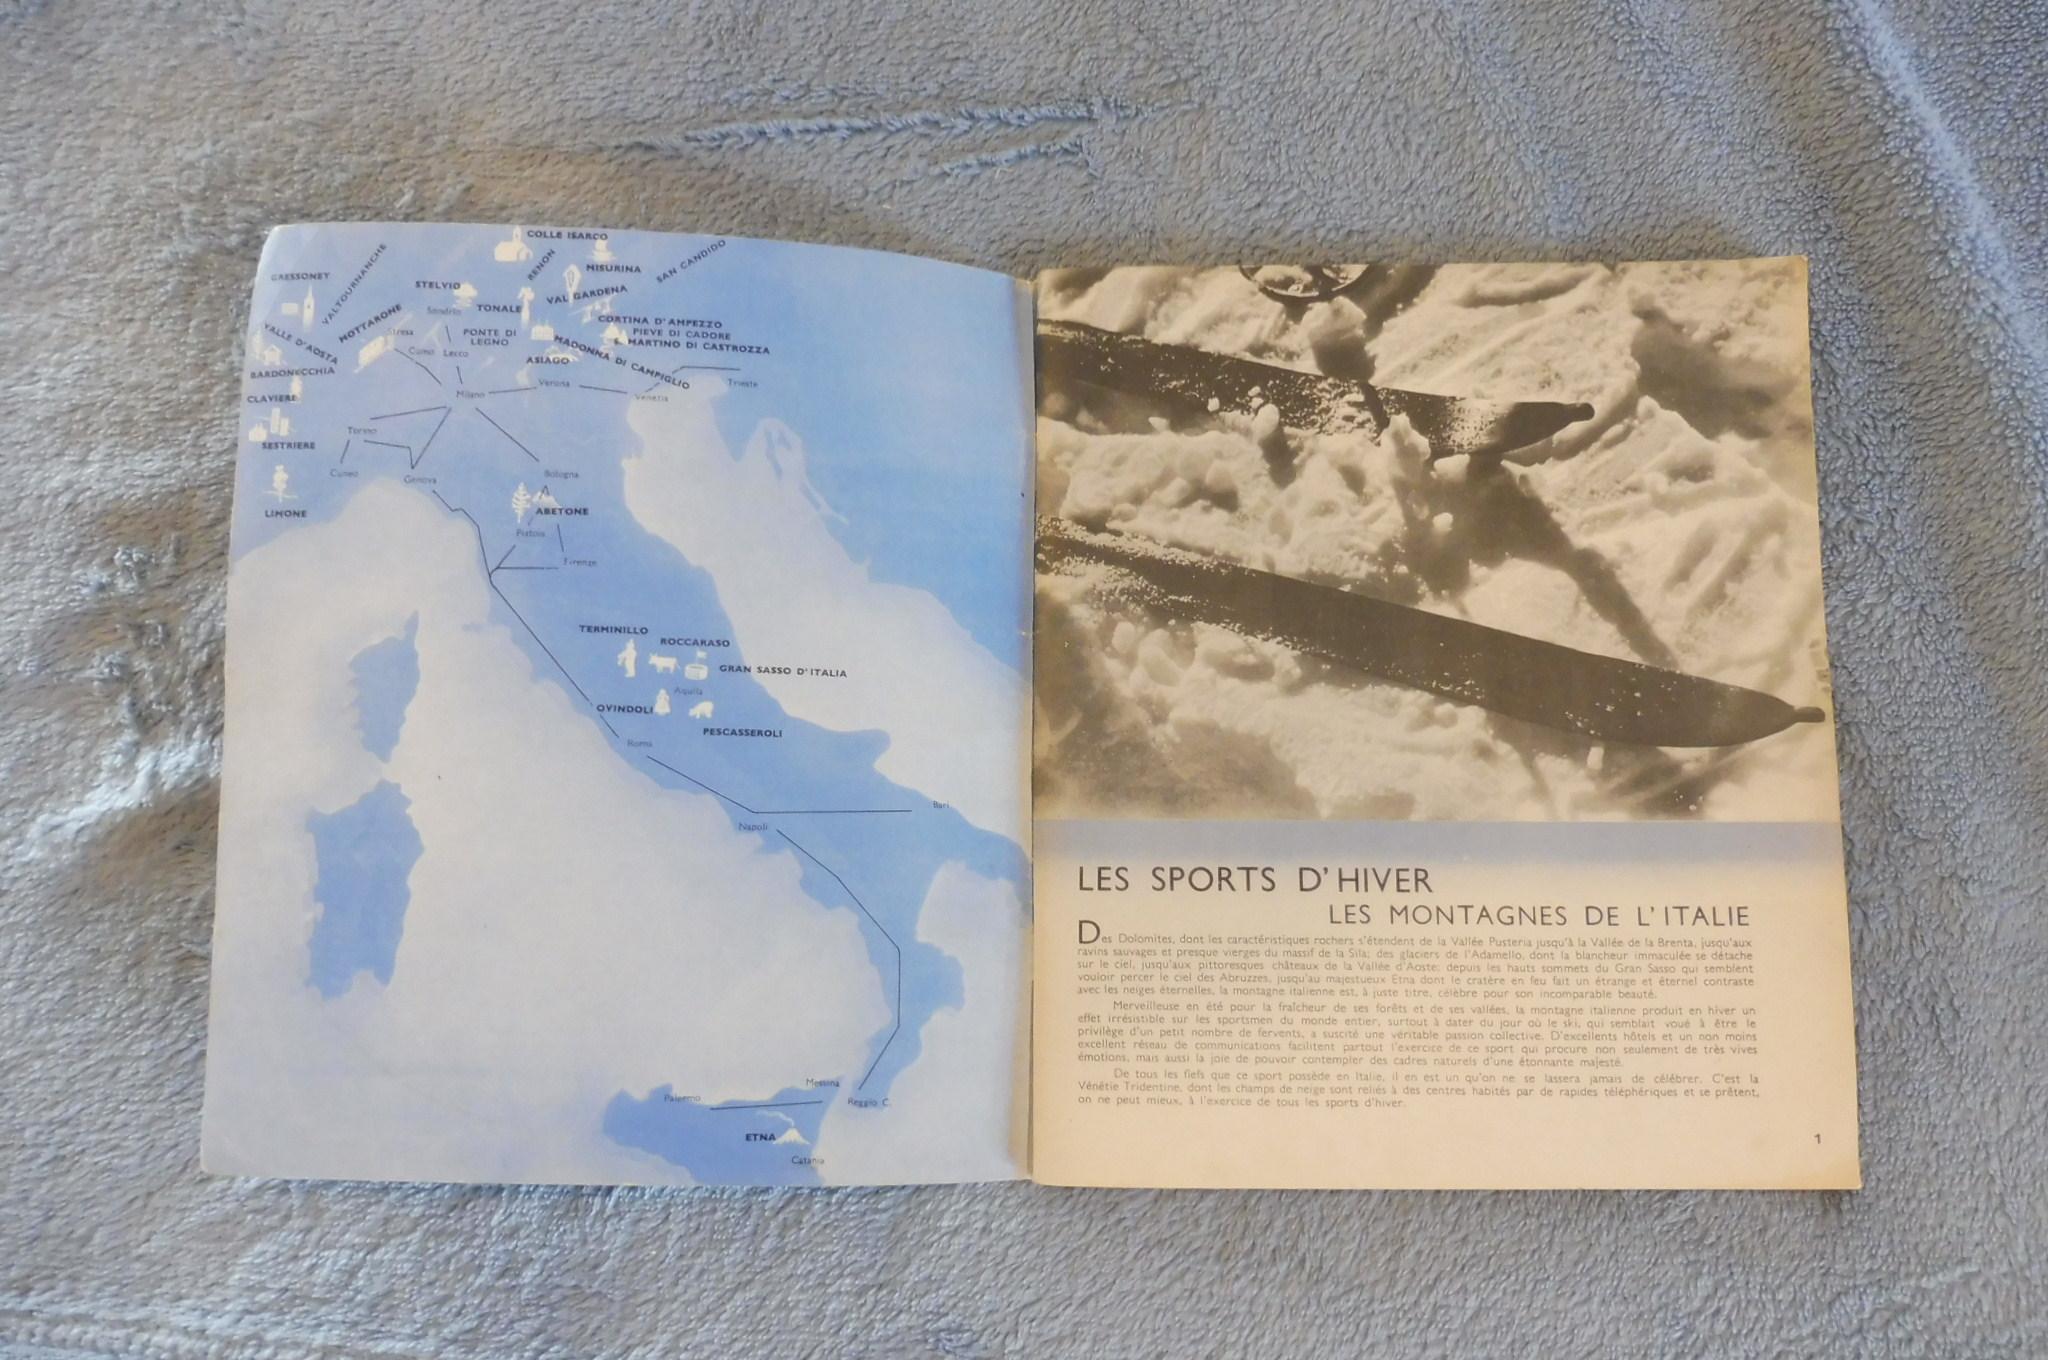 COLLE ISARCO
RENON
MISURINA
SAN CANDIDO
GRESSONEY
VALTOURNANCHE
STELVIO
VAL GARDENA
TONALE
Sondrio
NOTTARONE
Stresa
CORTINA D'AMPEZZO
PIEVE DI CADORE
S. MARTINO DI CASTROZZA
PONTE DI
LEGNO
VALLE D'AOSTA
Como
Lecco
MADONNA DI CAMPIGLIO
ASIAGO
BARDONECCHIA
Verona
Trieste
Milano
Venezia
CLAVIERE
Torino
SESTRIERE
Cuneo
Genova
Bologna
LIMONE
ABETONE
Pistoia
Firenze
TERMINILLO
ROCCARASO
GRAN SASSO D'ITALIA
Aquila
OVINDOLI
PESCASSEROLI
Roma
Bari
Napoli
Messina
Palermo
Reggio C.
ETNA
Catania
LES SPORTS D'HIVER
LES MONTAGNES DE L'ITALIE
Des Dolomites, dont les caractéristiques rochers s'étendent de la Vallée Pusteria jusqu'à la Vallée de la Brenta, jusqu'aux
ravins sauvages et presque vierges du massif de la Sila; des glaciers de l'Adamello, dont la blancheur immaculée se détache
sur le ciel, jusqu'aux pittoresques châteaux de la Vallée d'Aoste; depuis les hauts sommets du Gran Sasso qui semblent
vouloir percer le ciel des Abruzzes, jusqu'au majestueux Etna dont le cratère en feu fait un étrange et éternel contraste
avec les neiges éternelles, la montagne italienne est, à juste titre, célèbre pour son incomparable beauté.
Merveilleuse en été pour la fraîcheur de ses forêts et de ses vallées, la montagne italienne produit en hiver un
effet irrésistible sur les sportsmen du monde entier, surtout à dater du jour où le ski, qui semblait voué à être le
privilège d'un petit nombre de fervents, a suscité une véritable passion collective. D'excellents hôtels et un non moins
excellent réseau de communications facilitent partout l'exercice de ce sport qui procure non seulement de très vives
émotions, mais aussi la joie de pouvoir contempler des cadres naturels d'une étonnante majesté.
De tous les fiefs que ce sport possède en Italie, il en est un qu'on ne se lassera jamais de célébrer. C'est la
Vénétie Tridentine, dont les champs de neige sont reliés à des centres habités par de rapides téléphériques et se prêtent,
on ne peut mieux, à l'exercice de tous les sports d'hiver.
1